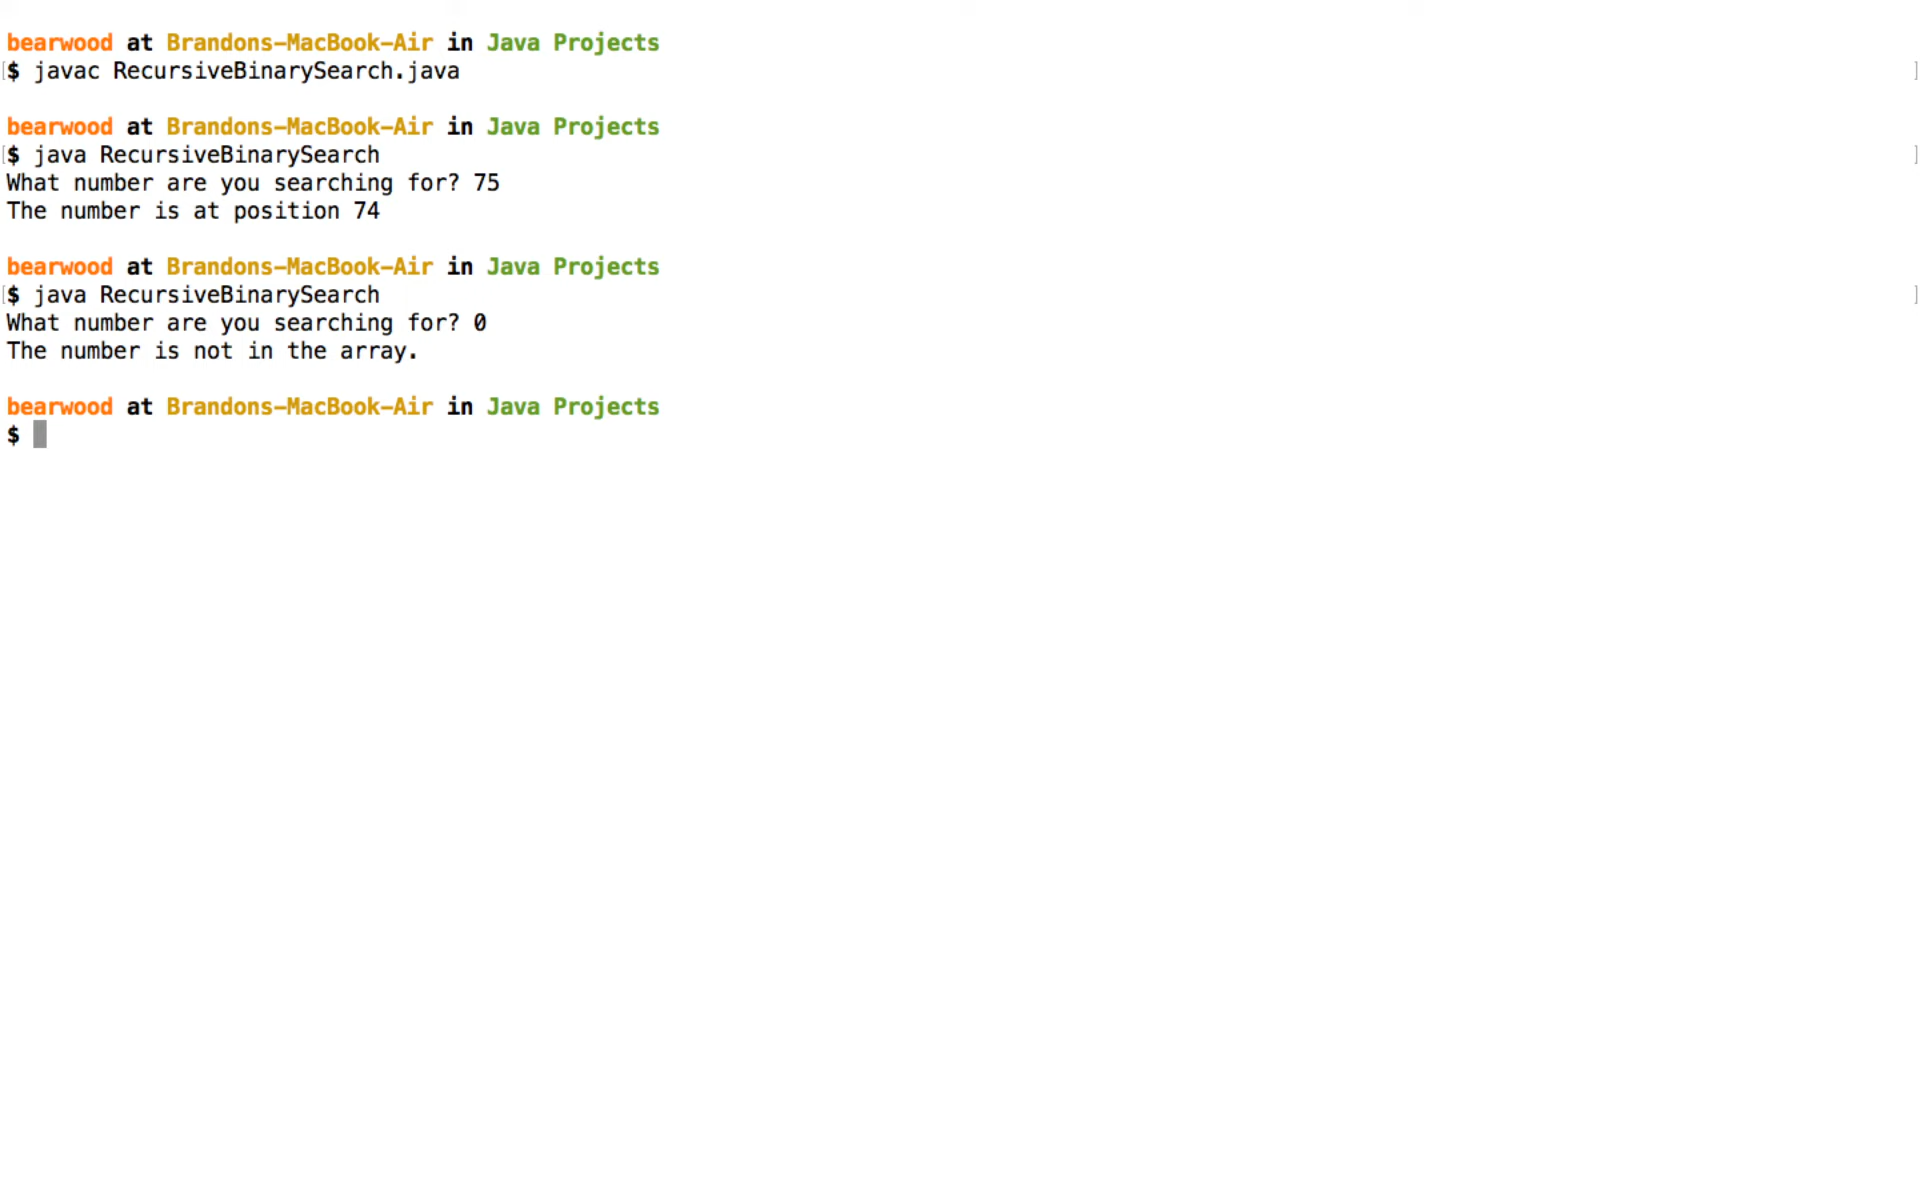 bearwood at Brandons-MacBook-Air in Java Projects
[$ javac RecursiveBinarySearch.java ]
bearwood at Brandons-MacBook-Air in Java Projects
[$ java RecursiveBinarySearch ]
What number are you searching for? 75
The number is at position 74
bearwood at Brandons-MacBook-Air in Java Projects
[$ java RecursiveBinarySearch ]
What number are you searching for? 0
The number is not in the array.
bearwood at Brandons-MacBook-Air in Java Projects
$